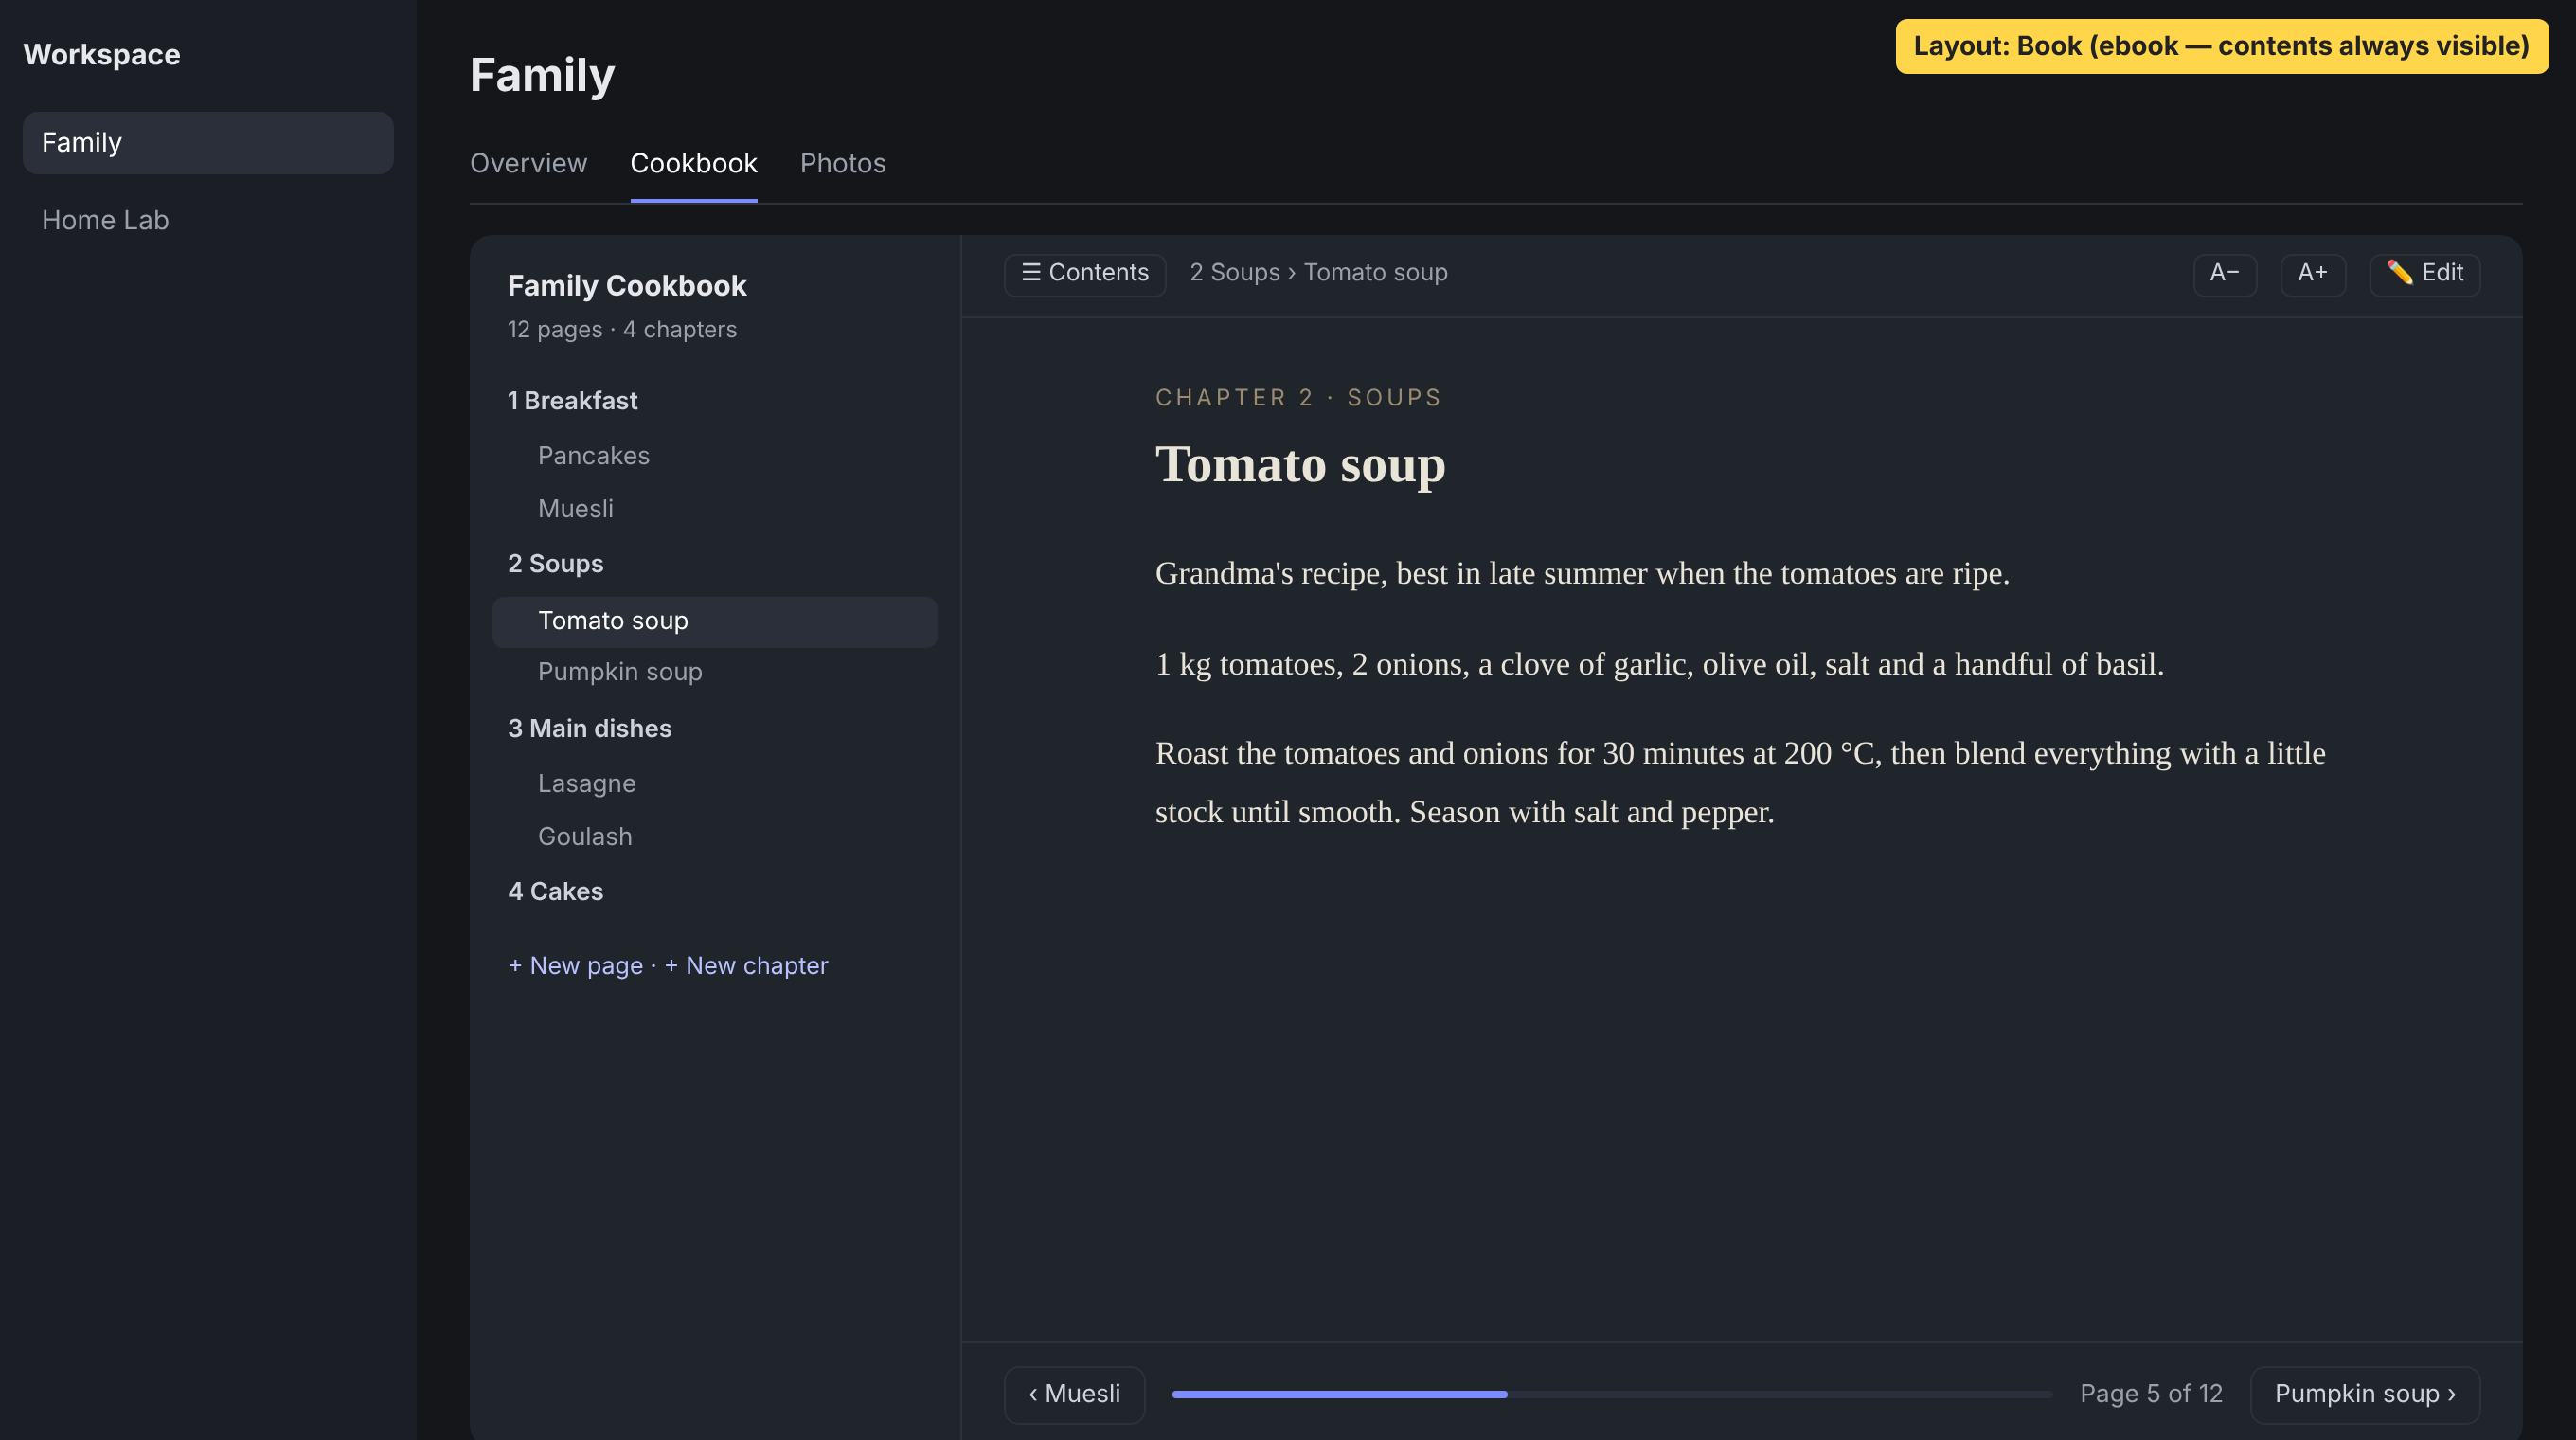 Workspace
Family
Home Lab
Family
Layout: Book (ebook — contents always visible)
Overview
Cookbook
Photos
Family Cookbook
12 pages · 4 chapters
1 Breakfast
Pancakes
Muesli
2 Soups
Tomato soup
Pumpkin soup
3 Main dishes
Lasagne
Goulash
4 Cakes
+ New page · + New chapter
☰ Contents
2 Soups › Tomato soup
A−
A+
✏️ Edit
CHAPTER 2 · SOUPS
Tomato soup
Grandma's recipe, best in late summer when the tomatoes are ripe.
1 kg tomatoes, 2 onions, a clove of garlic, olive oil, salt and a handful of basil.
Roast the tomatoes and onions for 30 minutes at 200 °C, then blend everything with a little
stock until smooth. Season with salt and pepper.
‹ Muesli
Page 5 of 12
Pumpkin soup ›